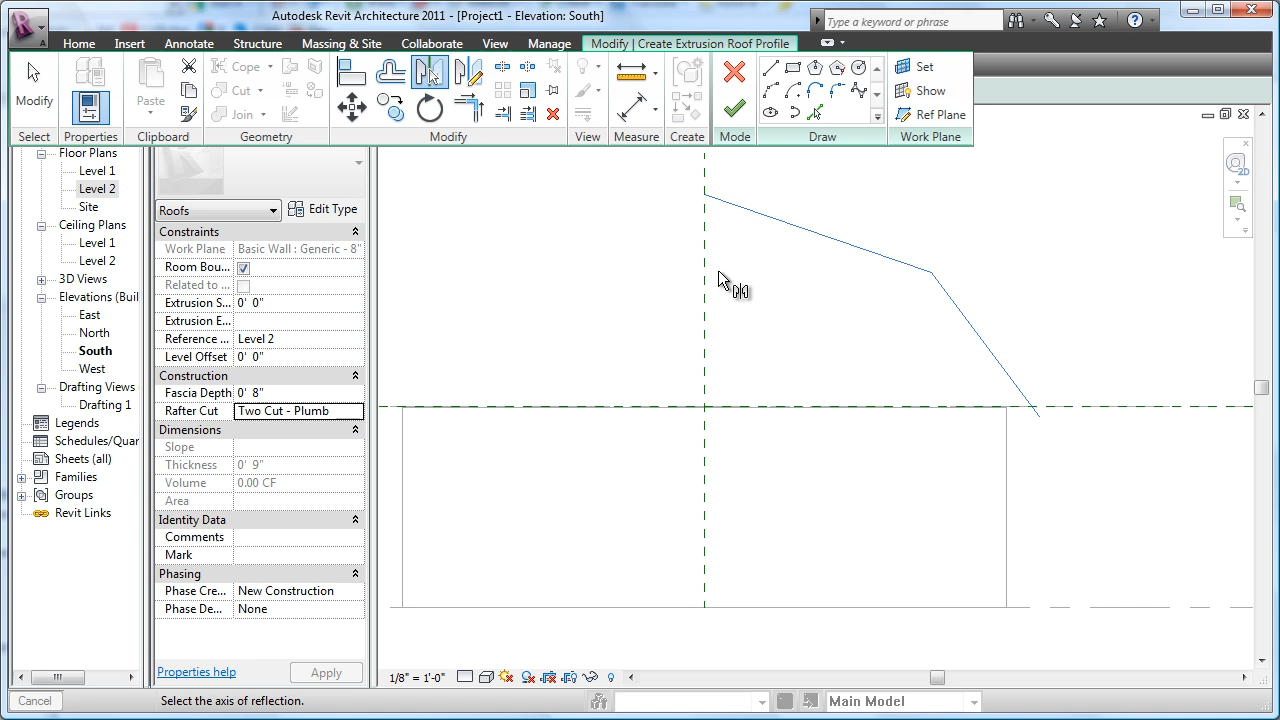 Autodesk Revit Architecture 2011 - [Project1 - Elevation: South]
Type a keyword or phrase
Home Insert Annotate Structure Massing & Site Collaborate View Manage Modify | Create Extrusion Roof Profile
Modify
Paste
Cope
Cut
Join
Set
Show
Ref Plane
Select Properties Clipboard Geometry Modify View Measure Create Mode Draw Work Plane
Floor Plans
Level 1
Level 2
Site
Ceiling Plans
Level 1
Level 2
3D Views
Elevations (Buil
East
North
South
West
Drafting Views
Drafting 1
Legends
Schedules/Quar
Sheets (all)
Families
Groups
Revit Links
Roofs
Edit Type
Constraints
Work Plane Basic Wall : Generic - 8"
Room Bou...
Related to ...
Extrusion S... 0' 0"
Extrusion E...
Reference ... Level 2
Level Offset 0' 0"
Construction
Fascia Depth 0' 8"
Rafter Cut Two Cut - Plumb
Dimensions
Slope
Thickness 0' 9"
Volume 0.00 CF
Area
Identity Data
Comments
Mark
Phasing
Phase Cre... New Construction
Phase De... None
Properties help
Apply
2D
1/8" = 1'-0"
Cancel
Select the axis of reflection.
Main Model